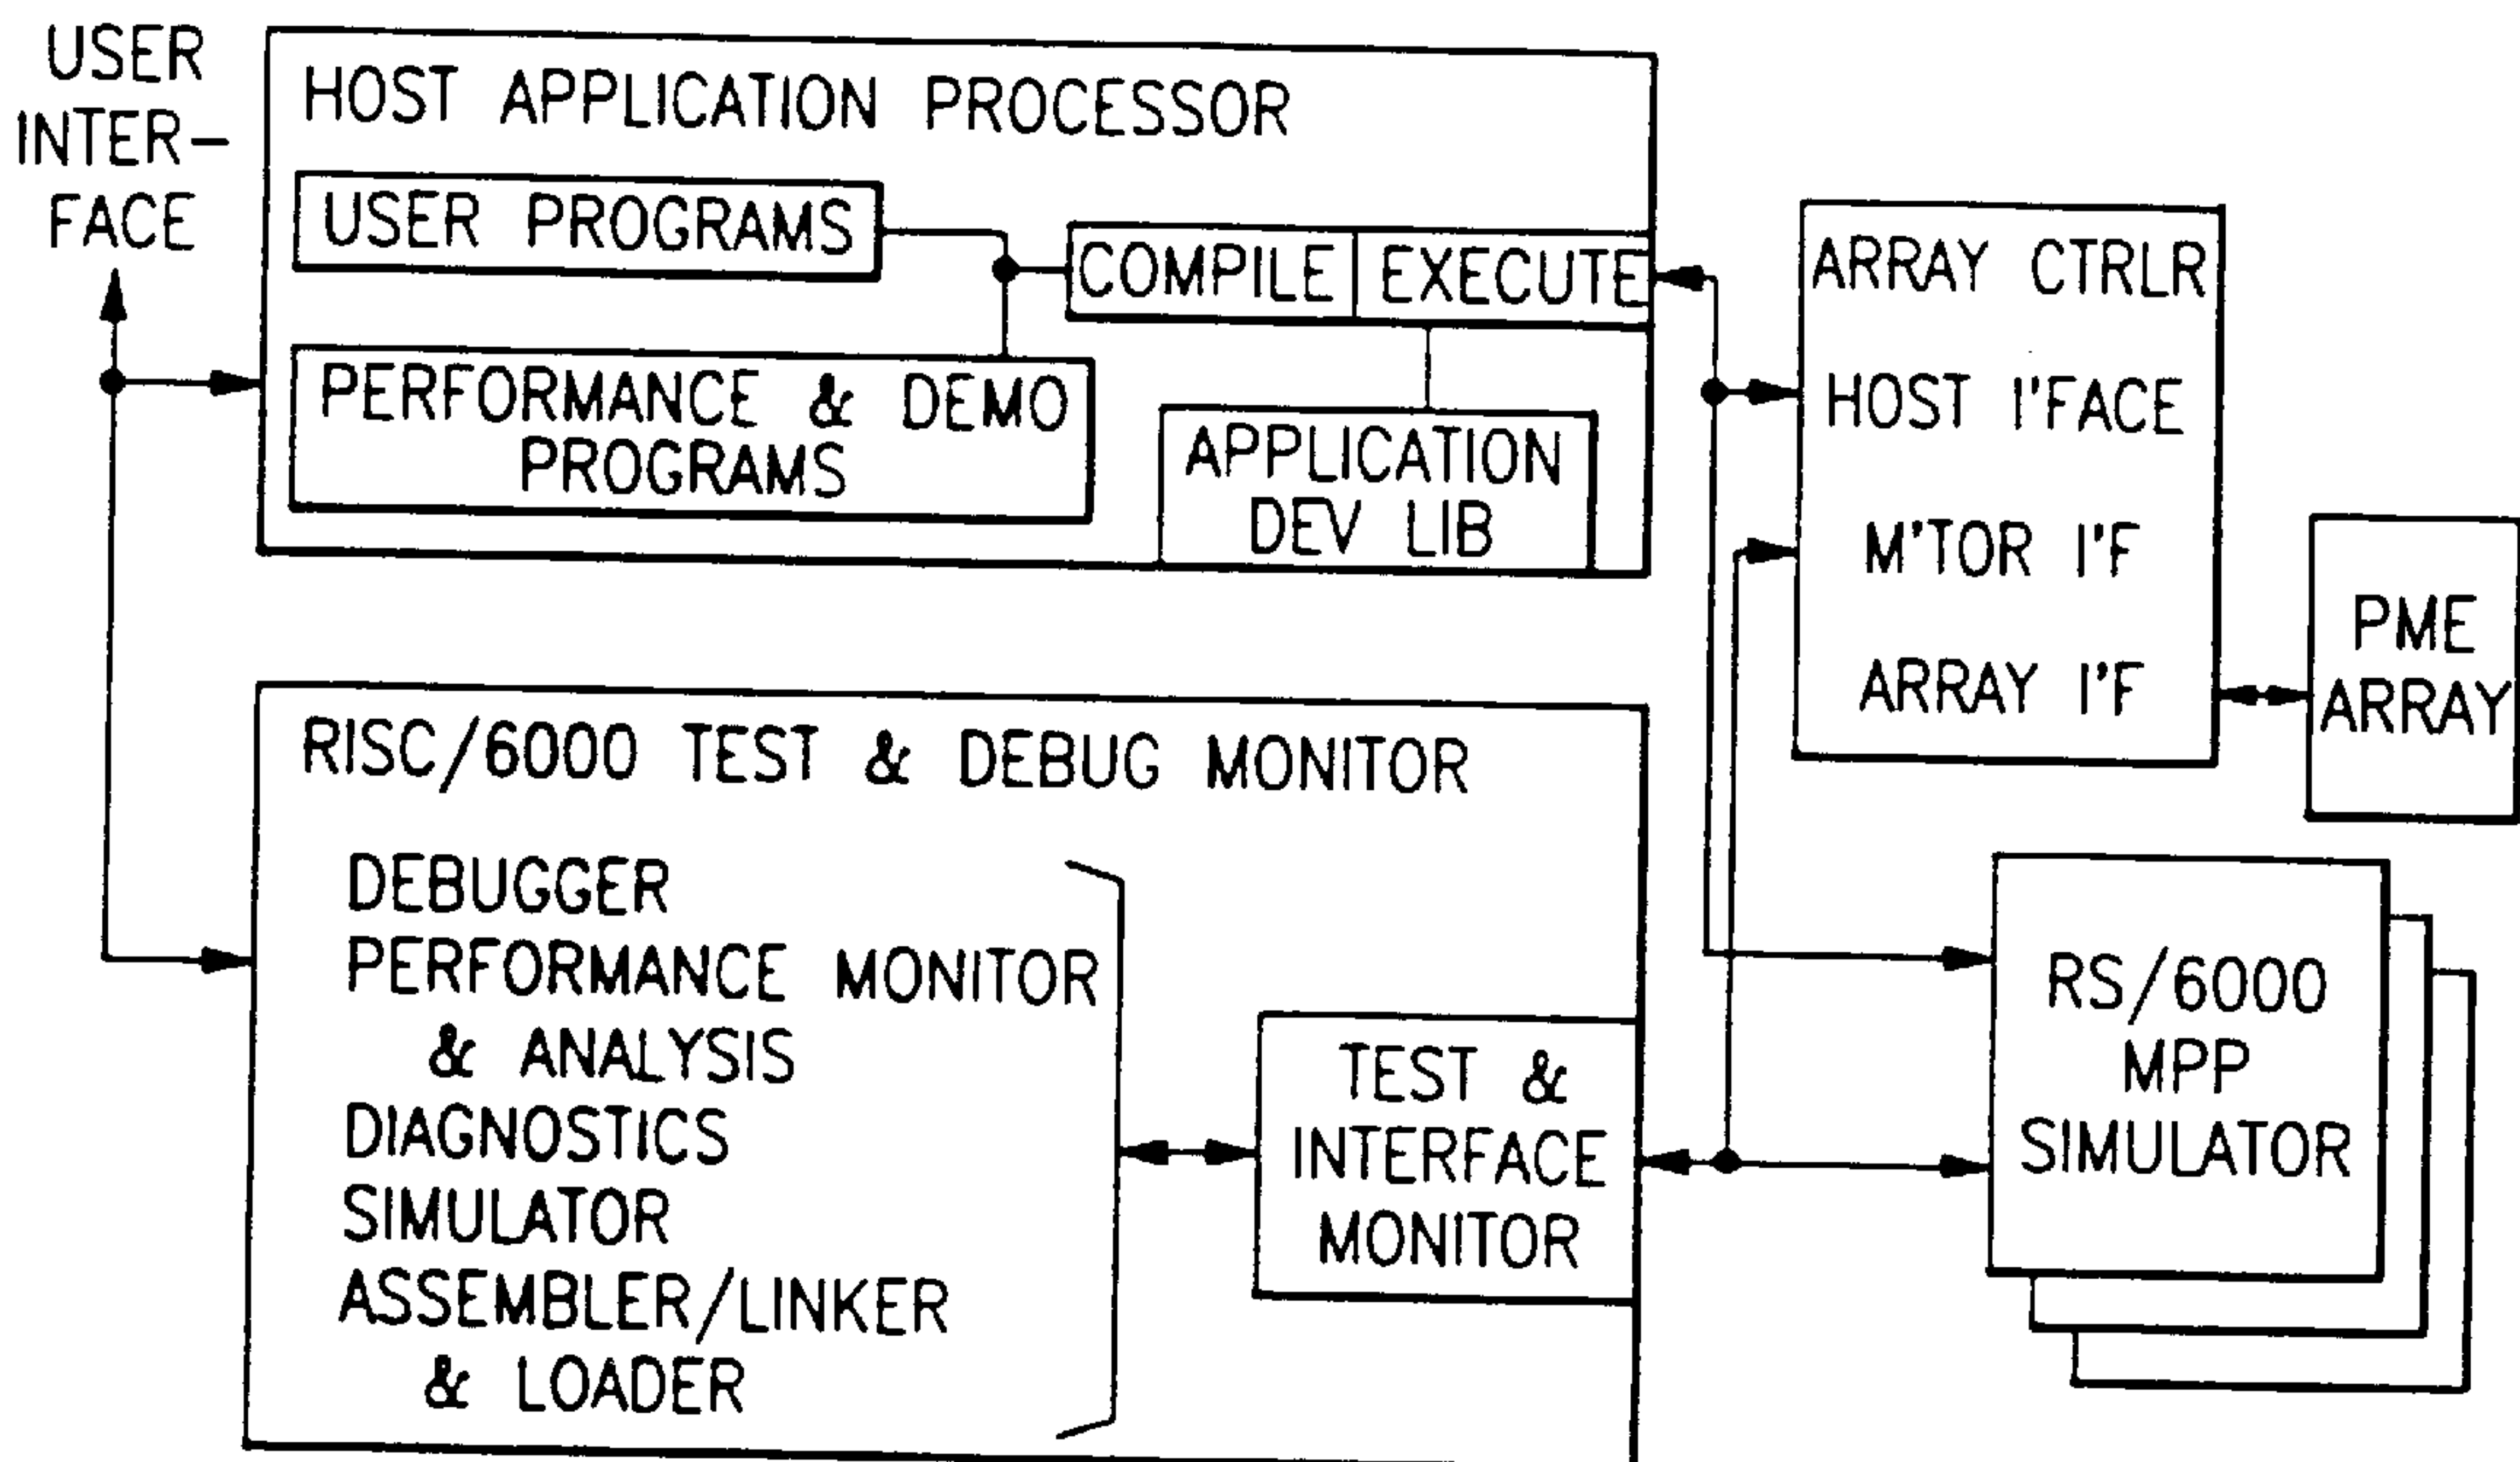 USER
INTER-
FACE
HOST APPLICATION PROCESSOR
USER PROGRAMS
COMPILE EXECUTE
PERFORMANCE & DEMO
PROGRAMS
APPLICATION
DEV LIB
ARRAY CTRLR
HOST I'FACE
M'TOR I'F
ARRAY I'F
PME
ARRAY
RISC/6000 TEST & DEBUG MONITOR
DEBUGGER
PERFORMANCE MONITOR
& ANALYSIS
DIAGNOSTICS
SIMULATOR
ASSEMBLER/LINKER
& LOADER
TEST &
INTERFACE
MONITOR
RS/6000
MPP
SIMULATOR